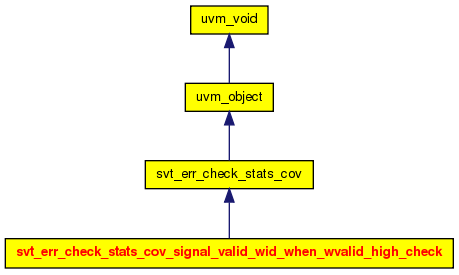 uvm_void
uvm_object
svt_err_check_stats_cov
svt_err_check_stats_cov_signal_valid_wid_when_wvalid_high_check